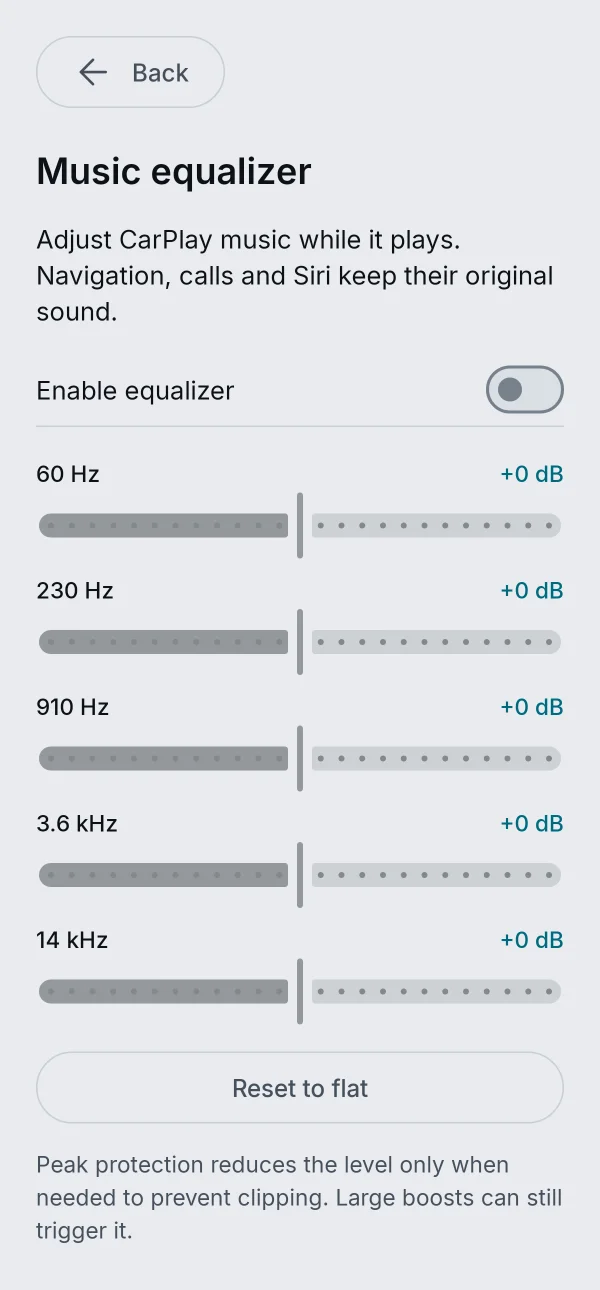 Back
Music equalizer
Adjust CarPlay music while it plays.
Navigation, calls and Siri keep their original
sound.
Enable equalizer
60 Hz +0 dB
230 Hz +0 dB
910 Hz +0 dB
3.6 kHz +0 dB
14 kHz +0 dB
Reset to flat
Peak protection reduces the level only when
needed to prevent clipping. Large boosts can still
trigger it.